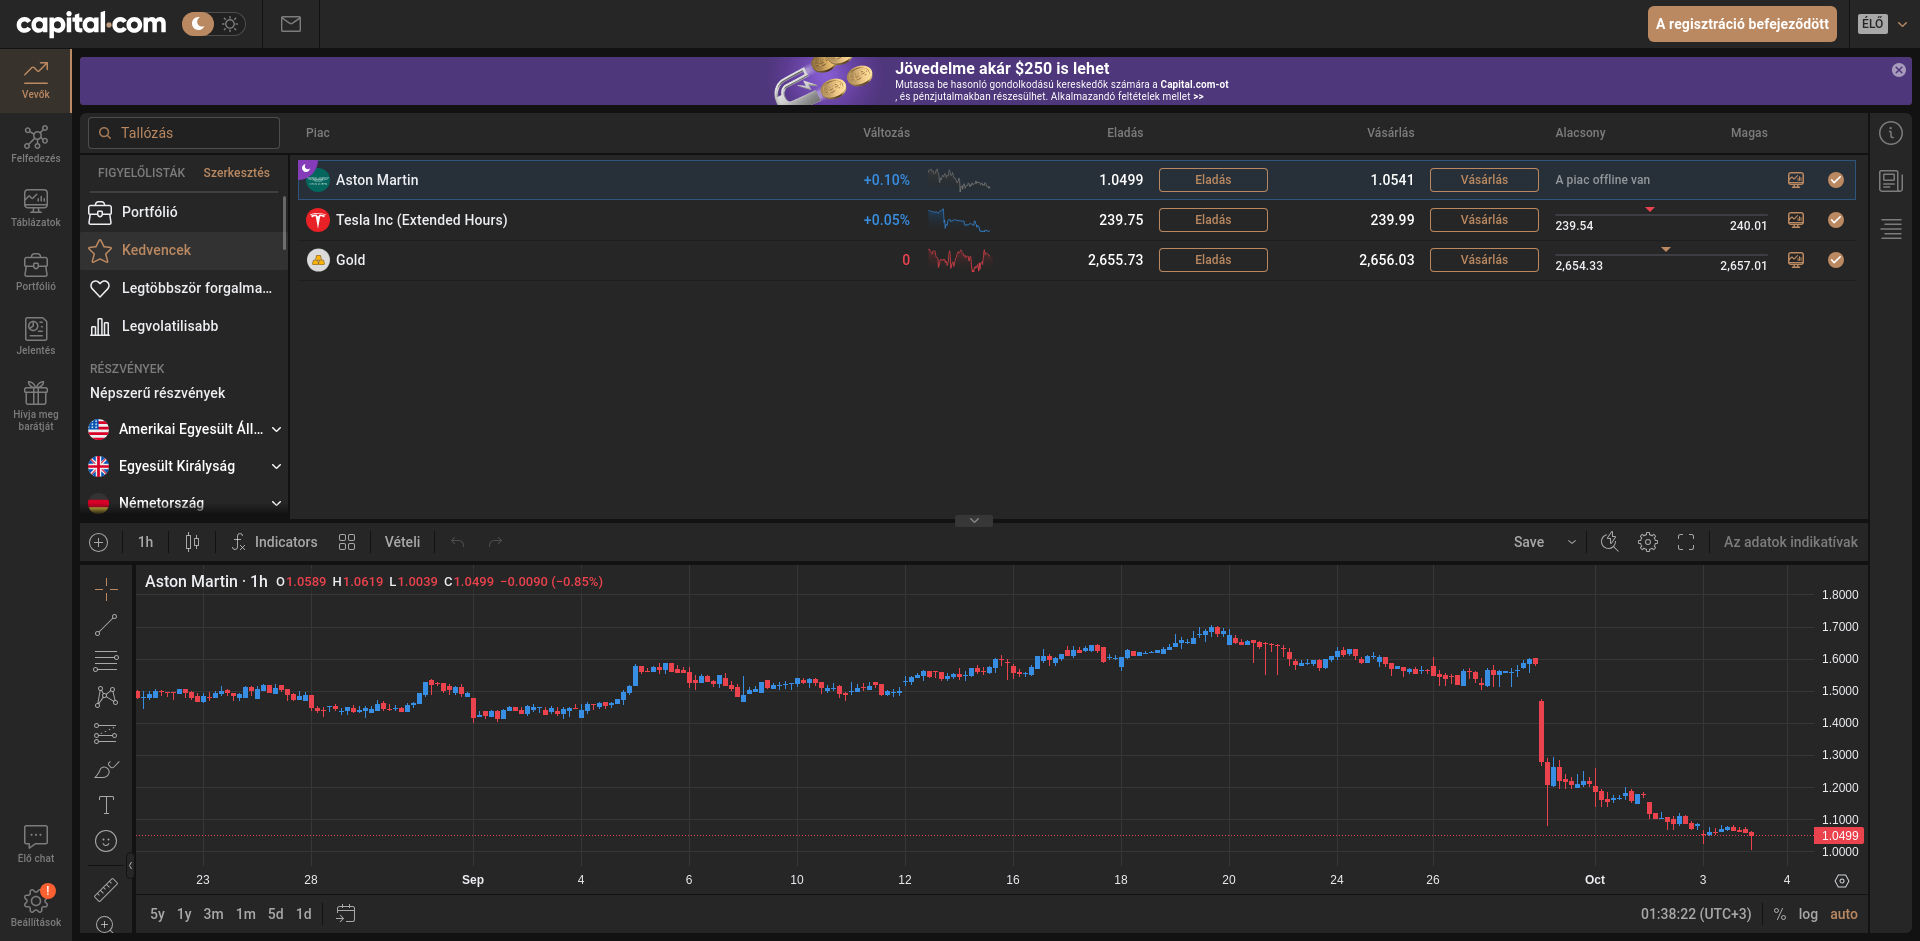 capital.com
A regisztráció befejeződött
ÉLŐ
Vevők
Felfedezés
Táblázatok
Portfólió
Jelentés
Hívja meg
barátját
Élő chat
!
Beállítások
Jövedelme akár $250 is lehet
Mutassa be hasonló gondolkodású kereskedők számára a Capital.com-ot
, és pénzjutalmakban részesülhet. Alkalmazandó feltételek mellet >>
Tallózás
Piac Változás Eladás Vásárlás Alacsony Magas
FIGYELŐLISTÁK Szerkesztés
Portfólió
Kedvencek
Legtöbbször forgalma...
Legvolatilisabb
RÉSZVÉNYEK
Népszerű részvények
Amerikai Egyesült Áll...
Egyesült Királyság
Németország
Aston Martin +0.10% 1.0499 Eladás 1.0541 Vásárlás A piac offline van
Tesla Inc (Extended Hours) +0.05% 239.75 Eladás 239.99 Vásárlás 239.54 240.01
Gold 0 2,655.73 Eladás 2,656.03 Vásárlás 2,654.33 2,657.01
1h Indicators Vételi Save Az adatok indikatívak
Aston Martin · 1h O1.0589 H1.0619 L1.0039 C1.0499 −0.0090 (−0.85%)
1.8000
1.7000
1.6000
1.5000
1.4000
1.3000
1.2000
1.1000
1.0499
1.0000
23 28 Sep 4 6 10 12 16 18 20 24 26 Oct 3 4
5y 1y 3m 1m 5d 1d 01:38:22 (UTC+3) % log auto